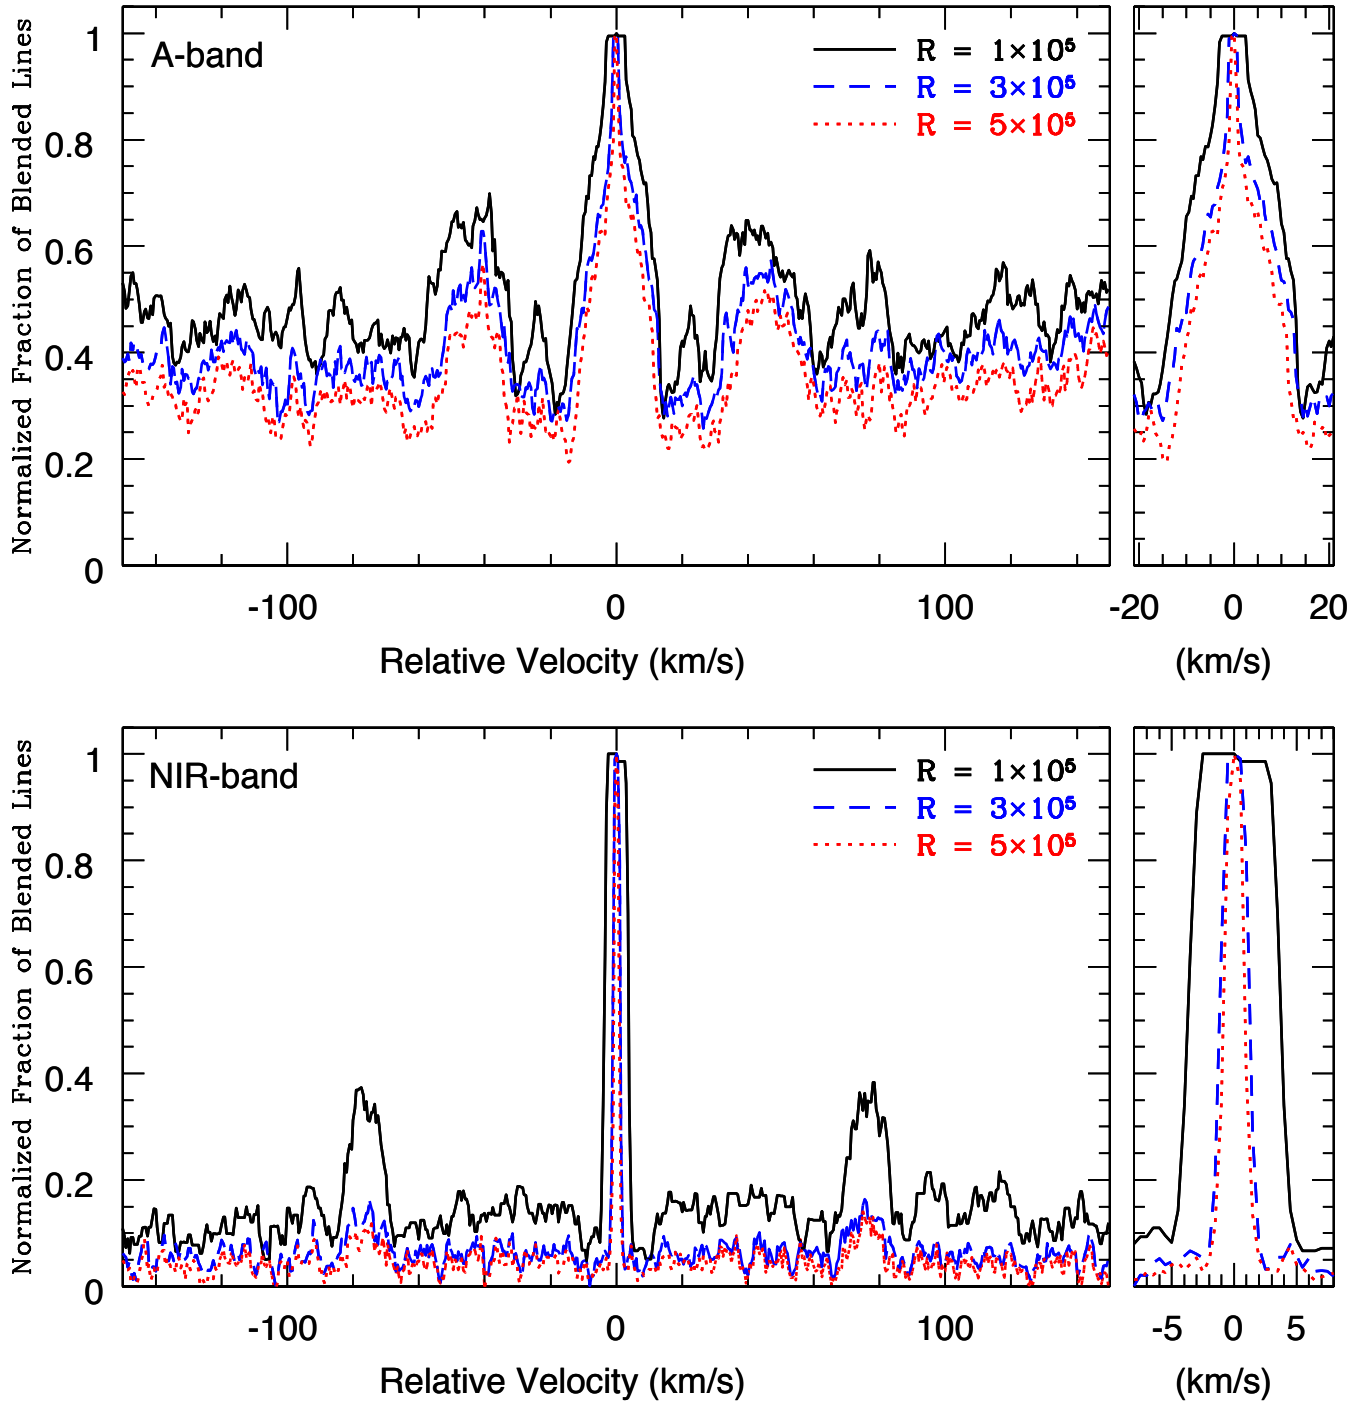 Normalized Fraction of Blended Lines
A-band
R = 1×10⁵
R = 3×10⁵
R = 5×10⁵
1
0.8
0.6
0.4
0.2
0
-100 0 100
-20 0 20
Relative Velocity (km/s)
(km/s)
Normalized Fraction of Blended Lines
NIR-band
R = 1×10⁵
R = 3×10⁵
R = 5×10⁵
1
0.8
0.6
0.4
0.2
0
-100 0 100
-5 0 5
Relative Velocity (km/s)
(km/s)